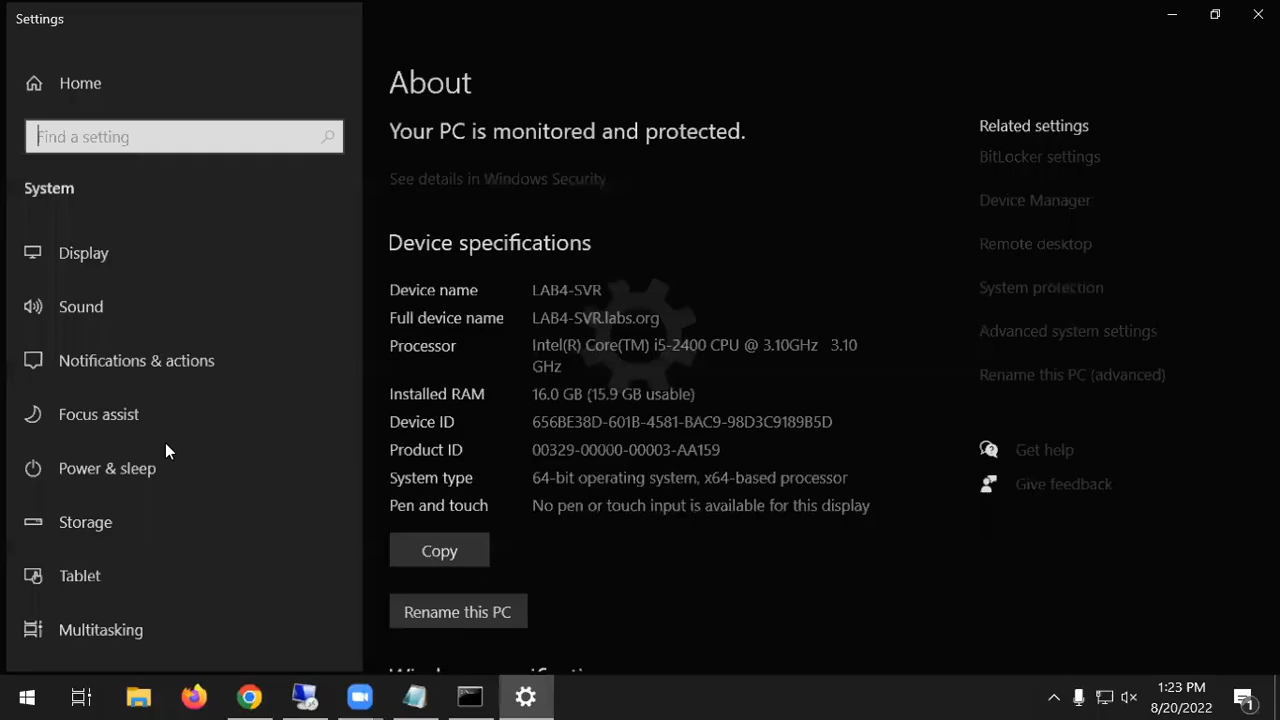 Settings
Home
Find a setting
System
Display
Sound
Notifications & actions
Focus assist
Power & sleep
Storage
Tablet
Multitasking
About
Your PC is monitored and protected.
See details in Windows Security
Device specifications
Device name LAB4-SVR
Full device name LAB4-SVR.labs.org
Processor Intel(R) Core(TM) i5-2400 CPU @ 3.10GHz 3.10
GHz
Installed RAM 16.0 GB (15.9 GB usable)
Device ID 656BE38D-601B-4581-BAC9-98D3C9189B5D
Product ID 00329-00000-00003-AA159
System type 64-bit operating system, x64-based processor
Pen and touch No pen or touch input is available for this display
Copy
Rename this PC
Related settings
BitLocker settings
Device Manager
Remote desktop
System protection
Advanced system settings
Rename this PC (advanced)
Get help
Give feedback
1:23 PM
8/20/2022
1